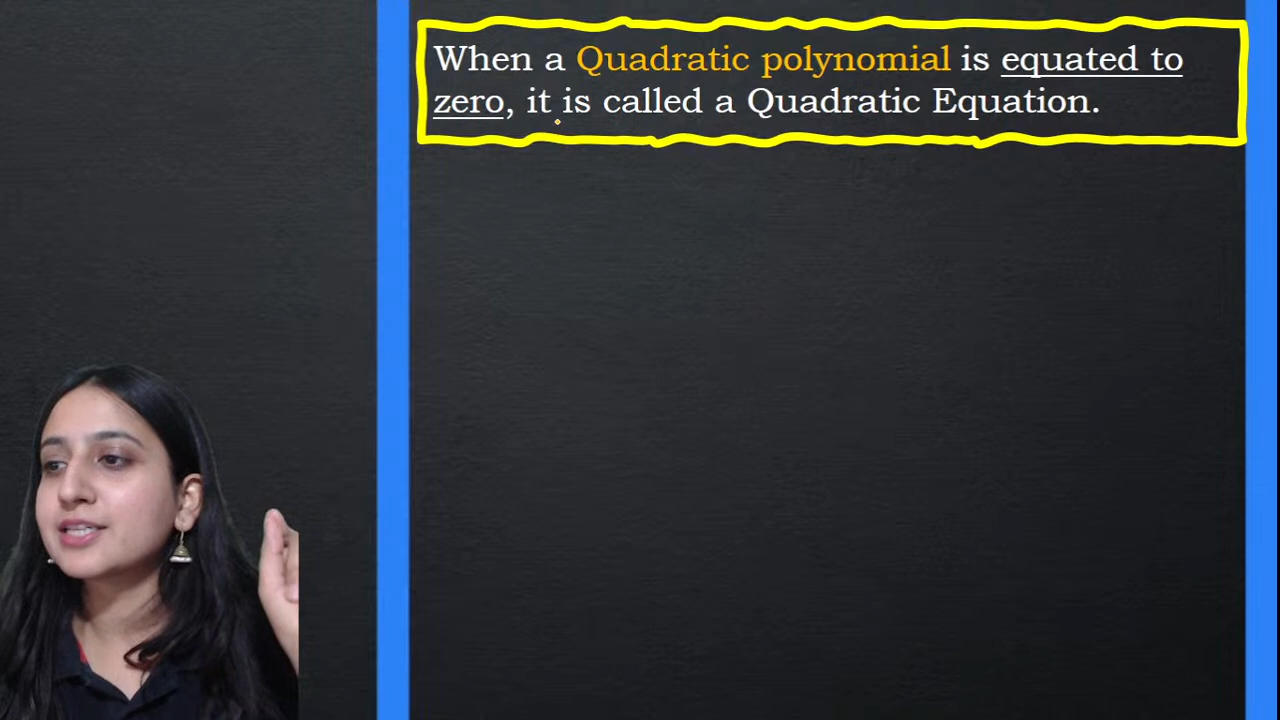 When a Quadratic polynomial is equated to
zero, it is called a Quadratic Equation.